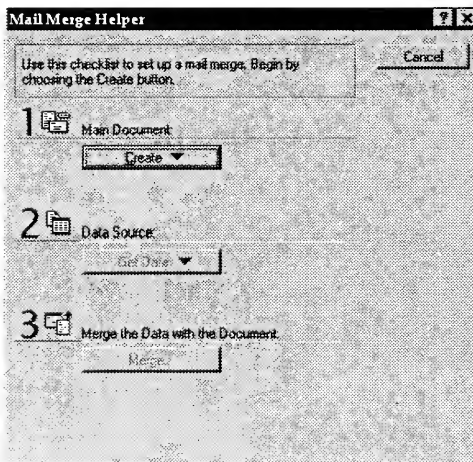 Mail Merge Helper
Use this checklist to set up a mail merge. Begin by
choosing the Create button.
Cancel
1
Main Document:
Create
2
Data Source:
Get Data
3
Merge the Data with the Document.
Merge...